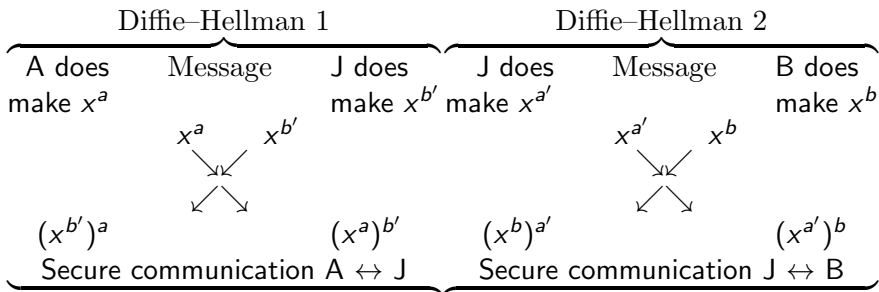 Diffie–Hellman 1 Diffie–Hellman 2
A does Message J does J does Message B does
make x^a make x^{b′} make x^{a′} make x^b
x^a x^{b′} x^{a′} x^b
↘ ↙ ↘ ↙
↙ ↘ ↙ ↘
(x^{b′})^a (x^a)^{b′} (x^b)^{a′} (x^{a′})^b
Secure communication A ↔ J Secure communication J ↔ B